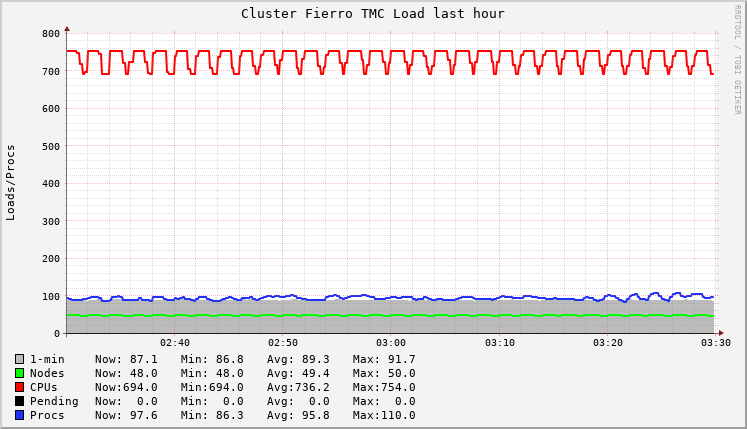 Cluster Fierro TMC Load last hour
RRDTOOL / TOBI OETIKER
Loads/Procs
800
700
600
500
400
300
200
100
0
02:40 02:50 03:00 03:10 03:20 03:30
1-min Now: 87.1 Min: 86.8 Avg: 89.3 Max: 91.7
Nodes Now: 48.0 Min: 48.0 Avg: 49.4 Max: 50.0
CPUs Now:694.0 Min:694.0 Avg:736.2 Max:754.0
Pending Now: 0.0 Min: 0.0 Avg: 0.0 Max: 0.0
Procs Now: 97.6 Min: 86.3 Avg: 95.8 Max:110.0